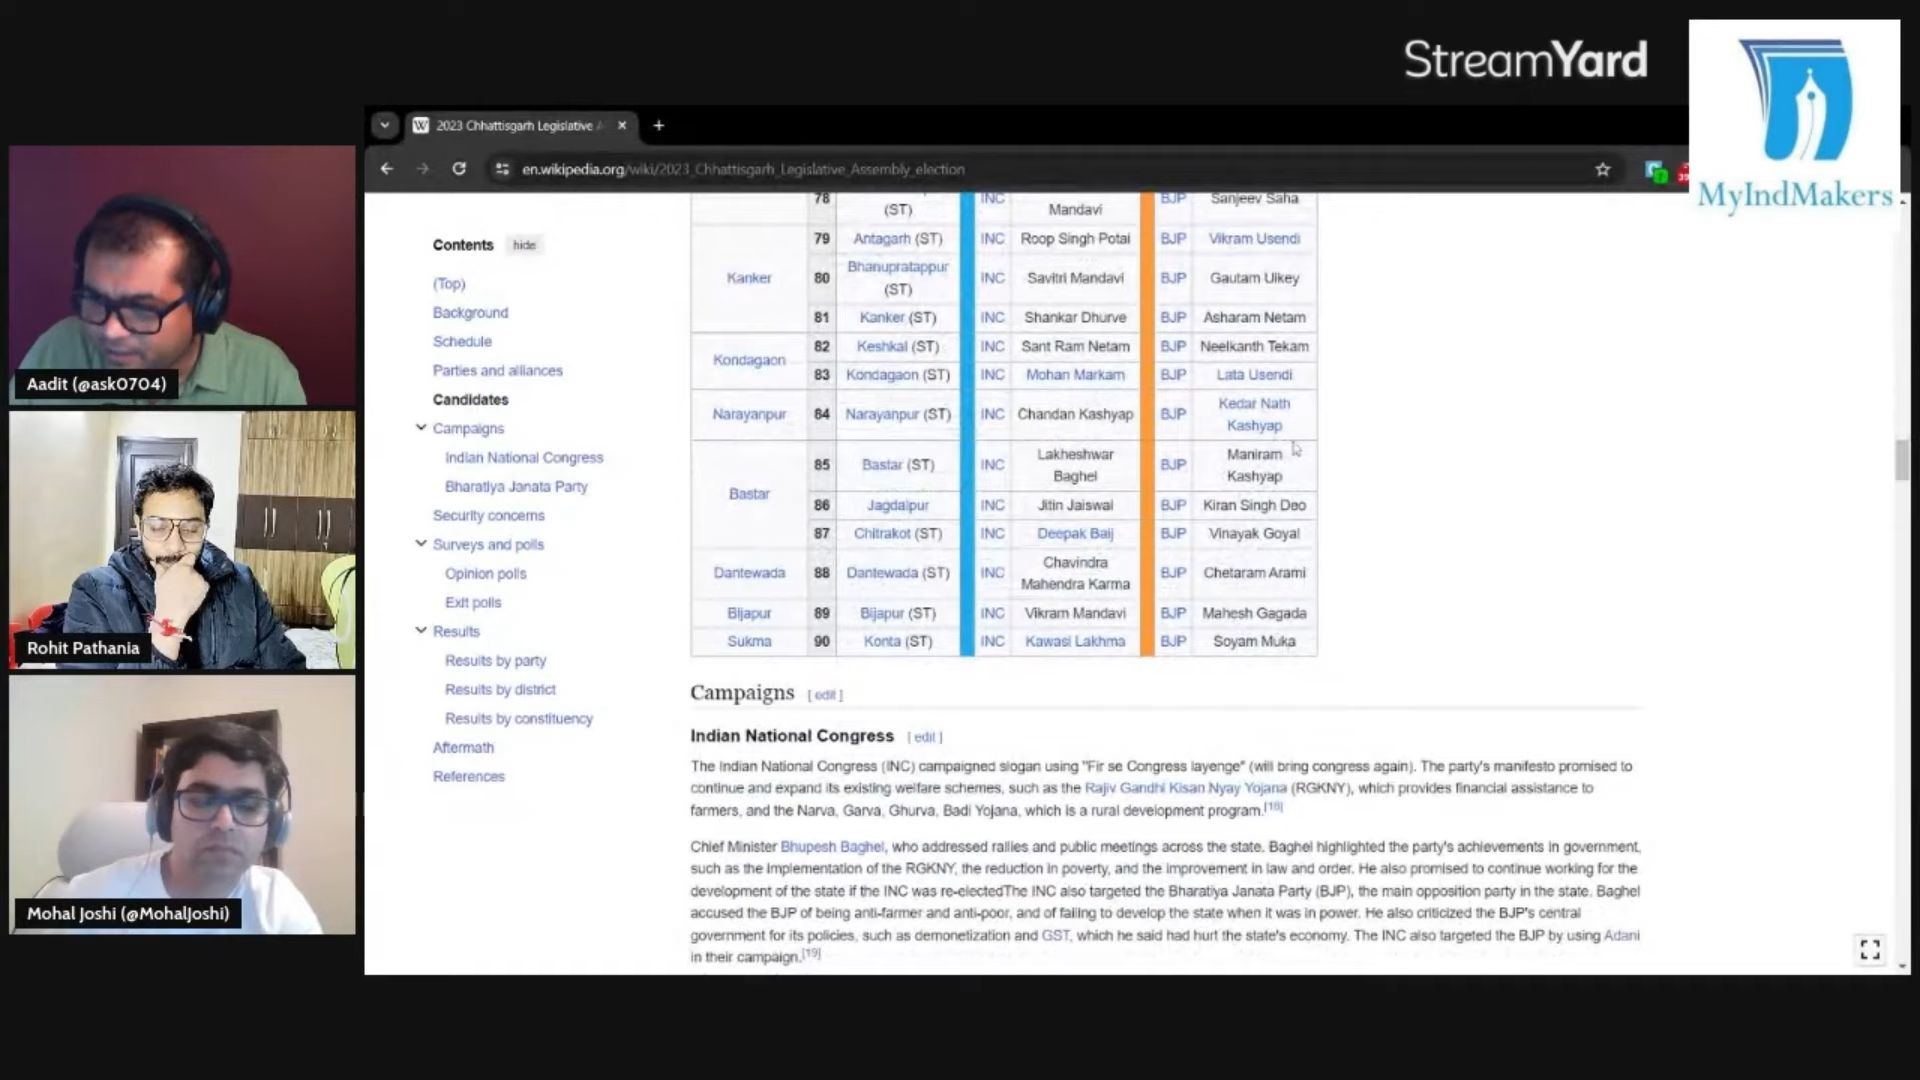 StreamYard
MyIndMakers
2023 Chhattisgarh Legislative A
en.wikipedia.org/wiki/2023_Chhattisgarh_Legislative_Assembly_election
Aadit (@ask0704)
Rohit Pathania
Mohal Joshi (@MohalJoshi)
Contents hide
(Top)
Background
Schedule
Parties and alliances
Candidates
Campaigns
Indian National Congress
Bharatiya Janata Party
Security concerns
Surveys and polls
Opinion polls
Exit polls
Results
Results by party
Results by district
Results by constituency
Aftermath
References
78 (ST) INC Mandavi BJP Sanjeev Saha
Kanker
79 Antagarh (ST) INC Roop Singh Potai BJP Vikram Usendi
80 Bhanupratappur (ST) INC Savitri Mandavi BJP Gautam Uikey
81 Kanker (ST) INC Shankar Dhurve BJP Asharam Netam
Kondagaon
82 Keshkal (ST) INC Sant Ram Netam BJP Neelkanth Tekam
83 Kondagaon (ST) INC Mohan Markam BJP Lata Usendi
Narayanpur 84 Narayanpur (ST) INC Chandan Kashyap BJP Kedar Nath Kashyap
Bastar
85 Bastar (ST) INC Lakheshwar Baghel BJP Maniram Kashyap
86 Jagdalpur INC Jitin Jaiswal BJP Kiran Singh Deo
87 Chitrakot (ST) INC Deepak Baij BJP Vinayak Goyal
Dantewada 88 Dantewada (ST) INC Chavindra Mahendra Karma BJP Chetaram Arami
Bijapur 89 Bijapur (ST) INC Vikram Mandavi BJP Mahesh Gagada
Sukma 90 Konta (ST) INC Kawasi Lakhma BJP Soyam Muka
Campaigns [ edit ]
Indian National Congress [ edit ]
The Indian National Congress (INC) campaigned slogan using "Fir se Congress layenge" (will bring congress again). The party's manifesto promised to
continue and expand its existing welfare schemes, such as the Rajiv Gandhi Kisan Nyay Yojana (RGKNY), which provides financial assistance to
farmers, and the Narva, Garva, Ghurva, Badi Yojana, which is a rural development program.[18]
Chief Minister Bhupesh Baghel, who addressed rallies and public meetings across the state. Baghel highlighted the party's achievements in government,
such as the implementation of the RGKNY, the reduction in poverty, and the improvement in law and order. He also promised to continue working for the
development of the state if the INC was re-electedThe INC also targeted the Bharatiya Janata Party (BJP), the main opposition party in the state. Baghel
accused the BJP of being anti-farmer and anti-poor, and of failing to develop the state when it was in power. He also criticized the BJP's central
government for its policies, such as demonetization and GST, which he said had hurt the state's economy. The INC also targeted the BJP by using Adani
in their campaign.[19]